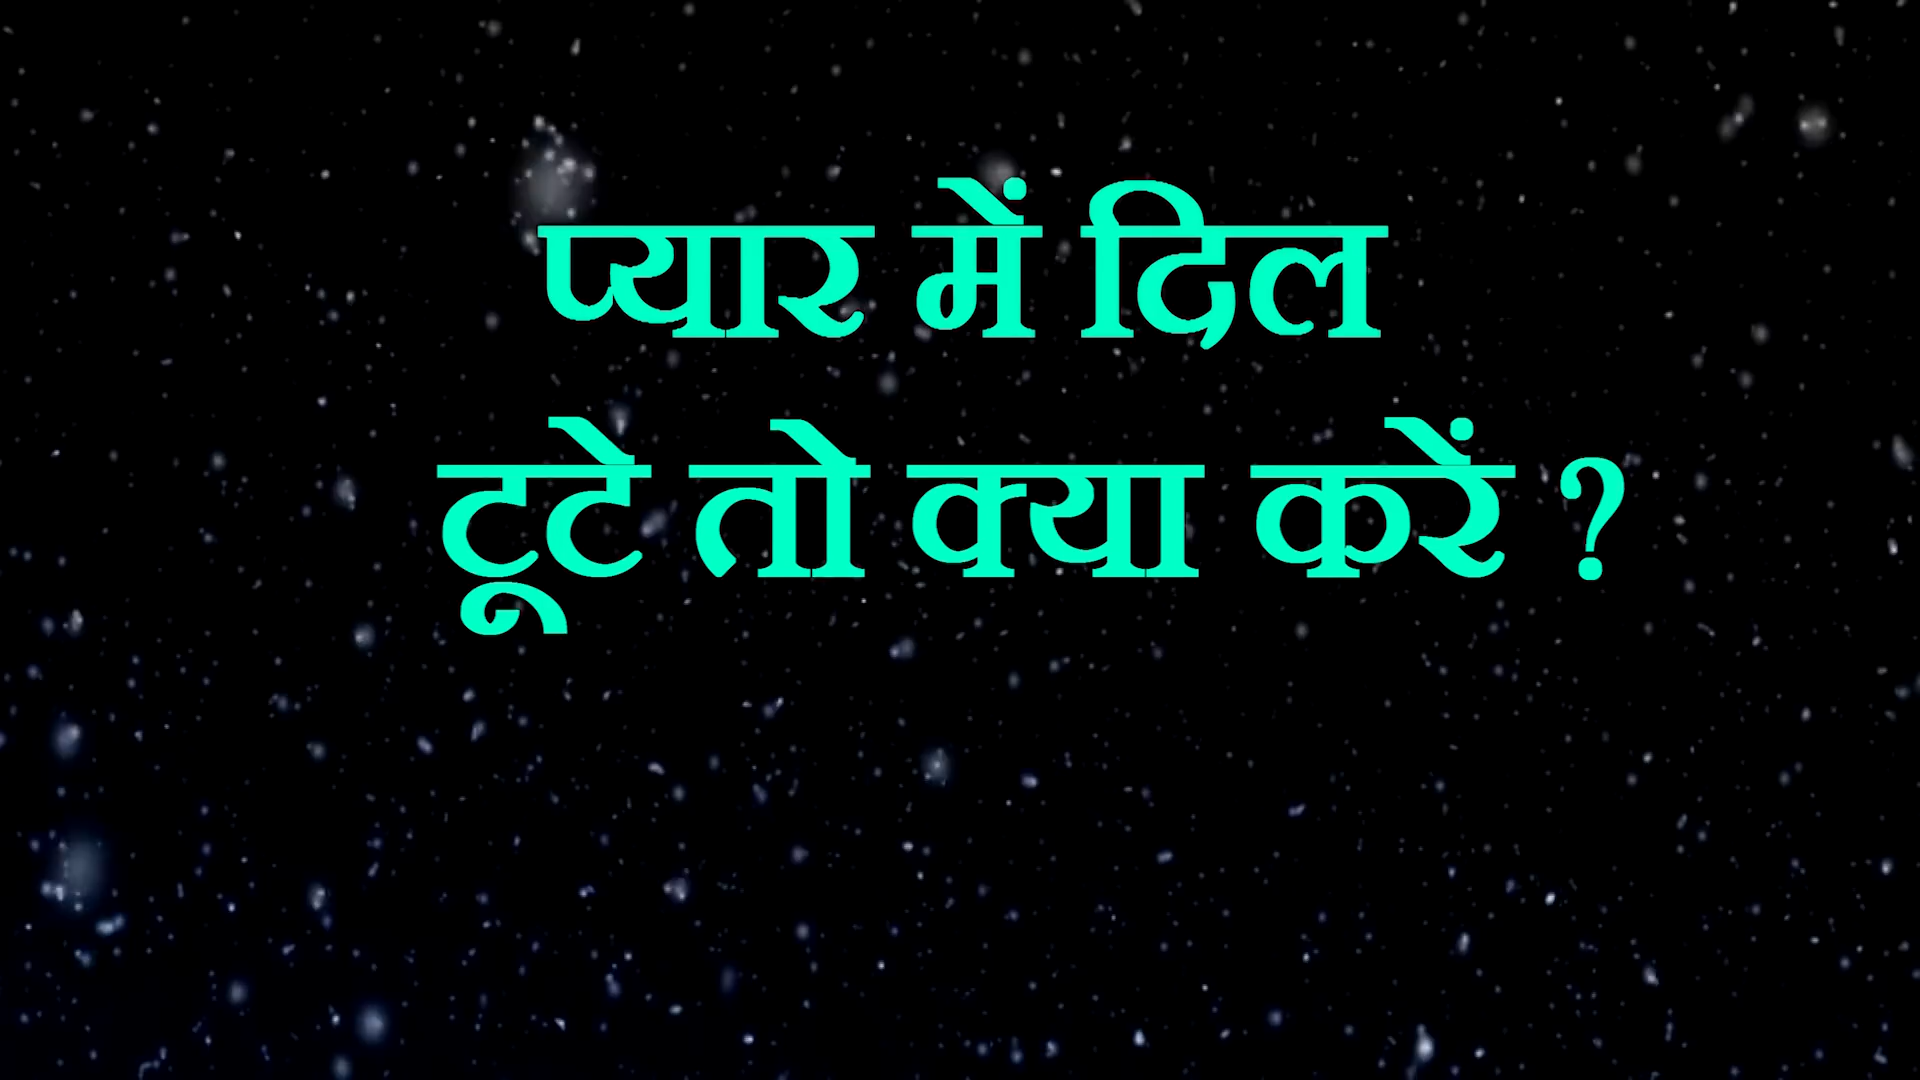 प्यार में दिल
टूटे तो क्या करें ?